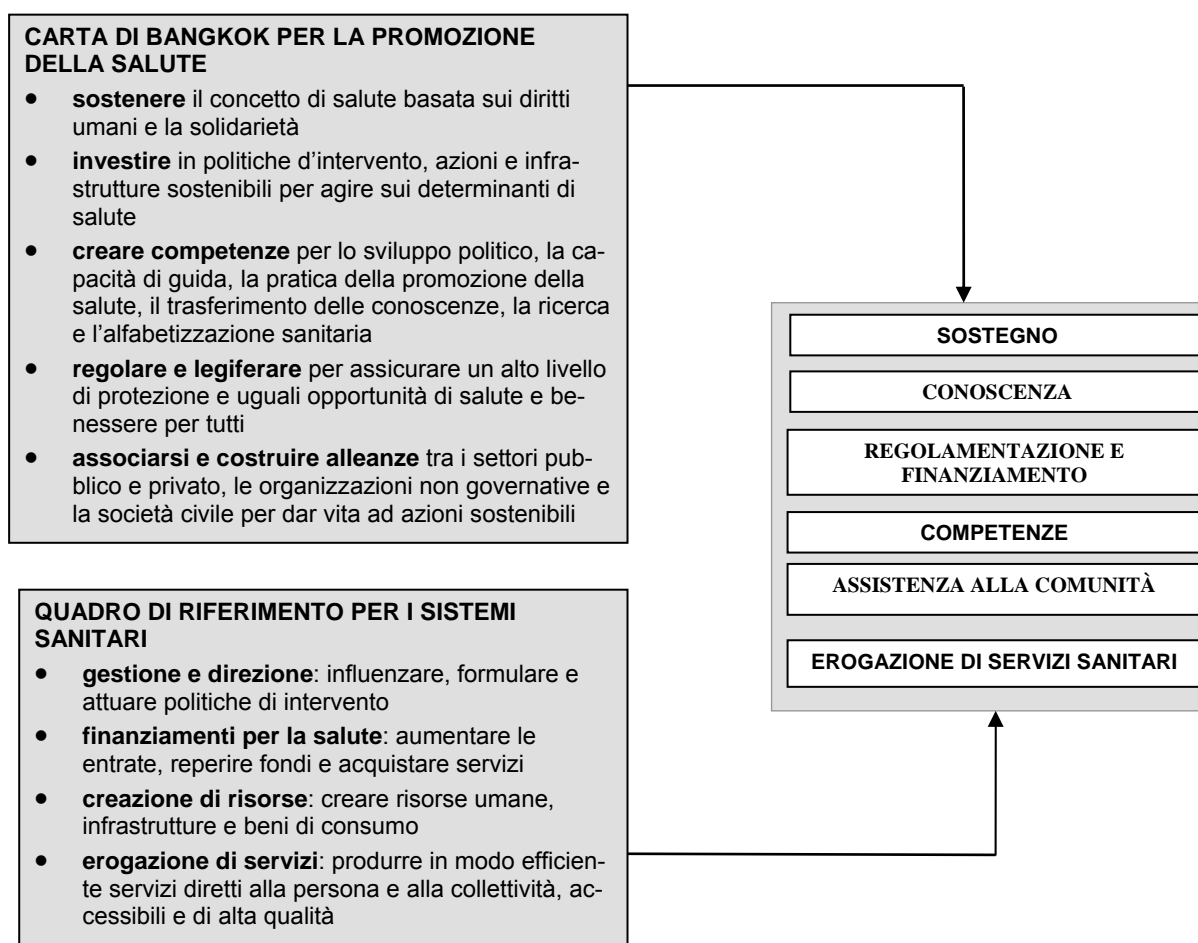 CARTA DI BANGKOK PER LA PROMOZIONE
DELLA SALUTE
• sostenere il concetto di salute basata sui diritti
umani e la solidarietà
• investire in politiche d'intervento, azioni e infra-
strutture sostenibili per agire sui determinanti di
salute
• creare competenze per lo sviluppo politico, la ca-
pacità di guida, la pratica della promozione della
salute, il trasferimento delle conoscenze, la ricerca
e l'alfabetizzazione sanitaria
• regolare e legiferare per assicurare un alto livello
di protezione e uguali opportunità di salute e be-
nessere per tutti
• associarsi e costruire alleanze tra i settori pub-
blico e privato, le organizzazioni non governative e
la società civile per dar vita ad azioni sostenibili
QUADRO DI RIFERIMENTO PER I SISTEMI
SANITARI
• gestione e direzione: influenzare, formulare e
attuare politiche di intervento
• finanziamenti per la salute: aumentare le
entrate, reperire fondi e acquistare servizi
• creazione di risorse: creare risorse umane,
infrastrutture e beni di consumo
• erogazione di servizi: produrre in modo efficien-
te servizi diretti alla persona e alla collettività, ac-
cessibili e di alta qualità
SOSTEGNO
CONOSCENZA
REGOLAMENTAZIONE E
FINANZIAMENTO
COMPETENZE
ASSISTENZA ALLA COMUNITÀ
EROGAZIONE DI SERVIZI SANITARI